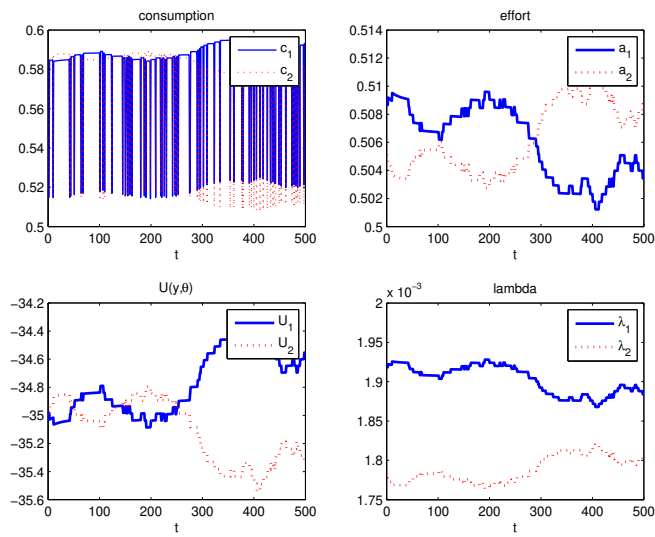 consumption
0.6
0.58
0.56
0.54
0.52
0.5
0 100 200 300 400 500
t
c1
c2
effort
0.514
0.512
0.51
0.508
0.506
0.504
0.502
0.5
0 100 200 300 400 500
t
a1
a2
U(y,θ)
−34.2
−34.4
−34.6
−34.8
−35
−35.2
−35.4
−35.6
0 100 200 300 400 500
t
U1
U2
lambda
x 10−3
2
1.95
1.9
1.85
1.8
1.75
0 100 200 300 400 500
t
λ1
λ2